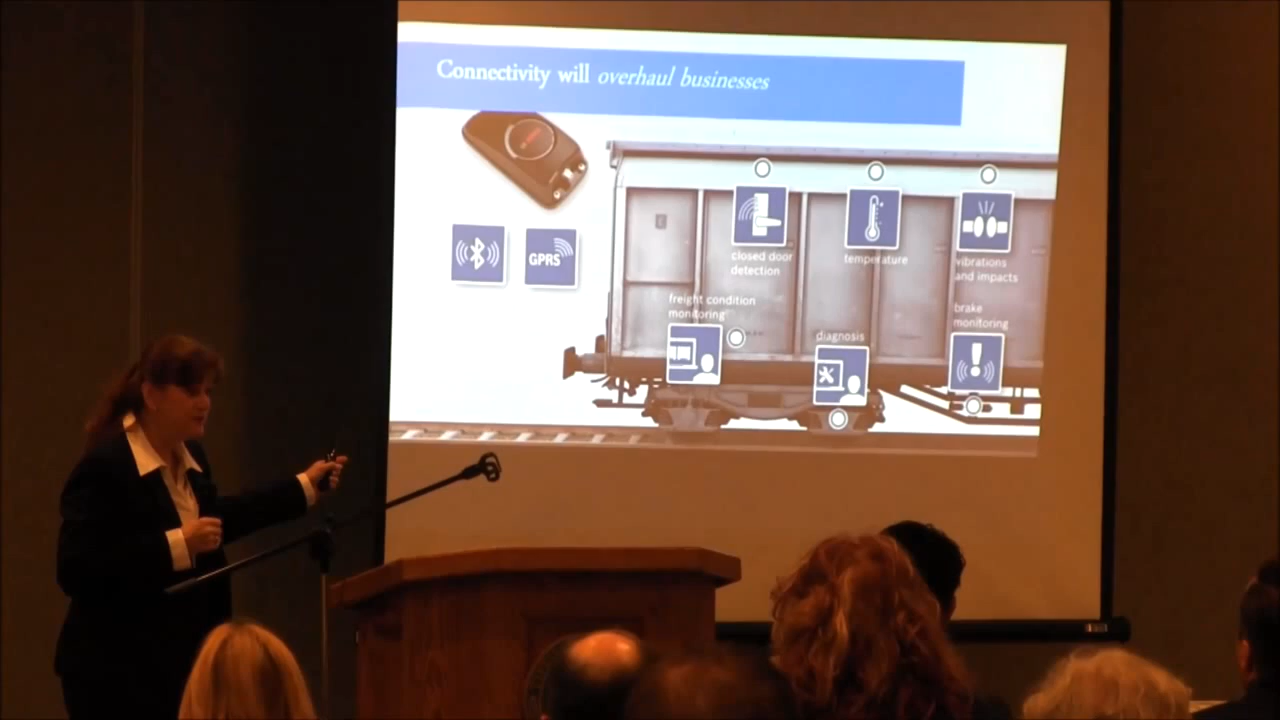 Connectivity will overhaul businesses
GPRS
closed door
detection
temperature
vibrations
and impacts
freight condition
monitoring
diagnosis
brake
monitoring